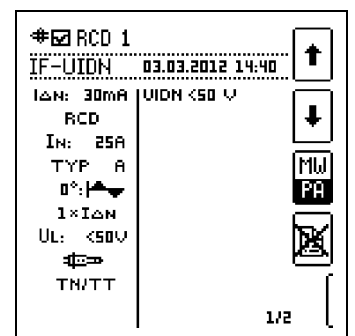 RCD 1
IF-UIDN 03.03.2012 14:40
IΔN: 30mA UIDN <50 V
RCD
IN: 25A
TYP A
0°:
1×IΔN
UL: <50V
TN/TT
MW
PA
1/2